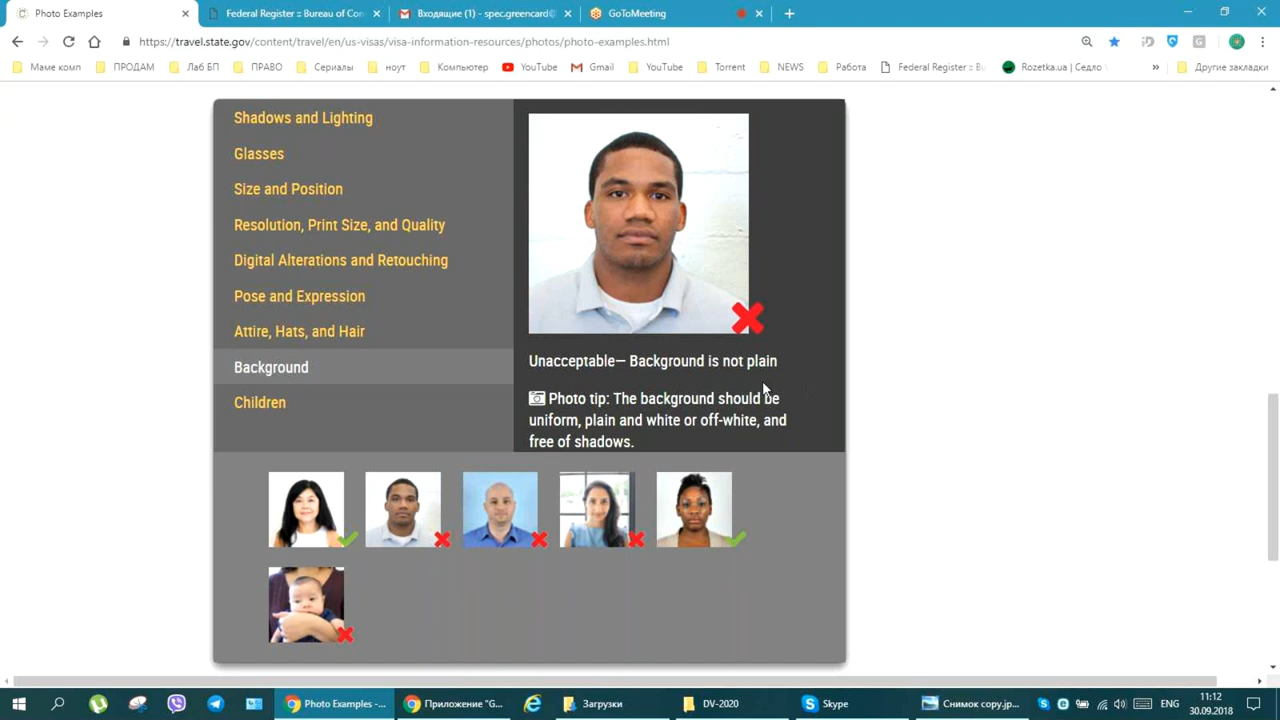 Photo Examples
Federal Register :: Bureau of Con
Входящие (1) - spec.greencard@
GoToMeeting
https://travel.state.gov/content/travel/en/us-visas/visa-information-resources/photos/photo-examples.html
Маме комп
ПРОДАМ
Лаб БП
ПРАВО
Сериалы
ноут
Компьютер
YouTube
Gmail
YouTube
Torrent
NEWS
Работа
Federal Register :: Bu
Rozetka.ua | Седло
»
Другие закладки
Shadows and Lighting
Glasses
Size and Position
Resolution, Print Size, and Quality
Digital Alterations and Retouching
Pose and Expression
Attire, Hats, and Hair
Background
Children
Unacceptable— Background is not plain
Photo tip: The background should be
uniform, plain and white or off-white, and
free of shadows.
Photo Examples -...
Приложение "G...
Загрузки
DV-2020
Skype
Снимок copy.jp...
ENG
11:12
30.09.2018